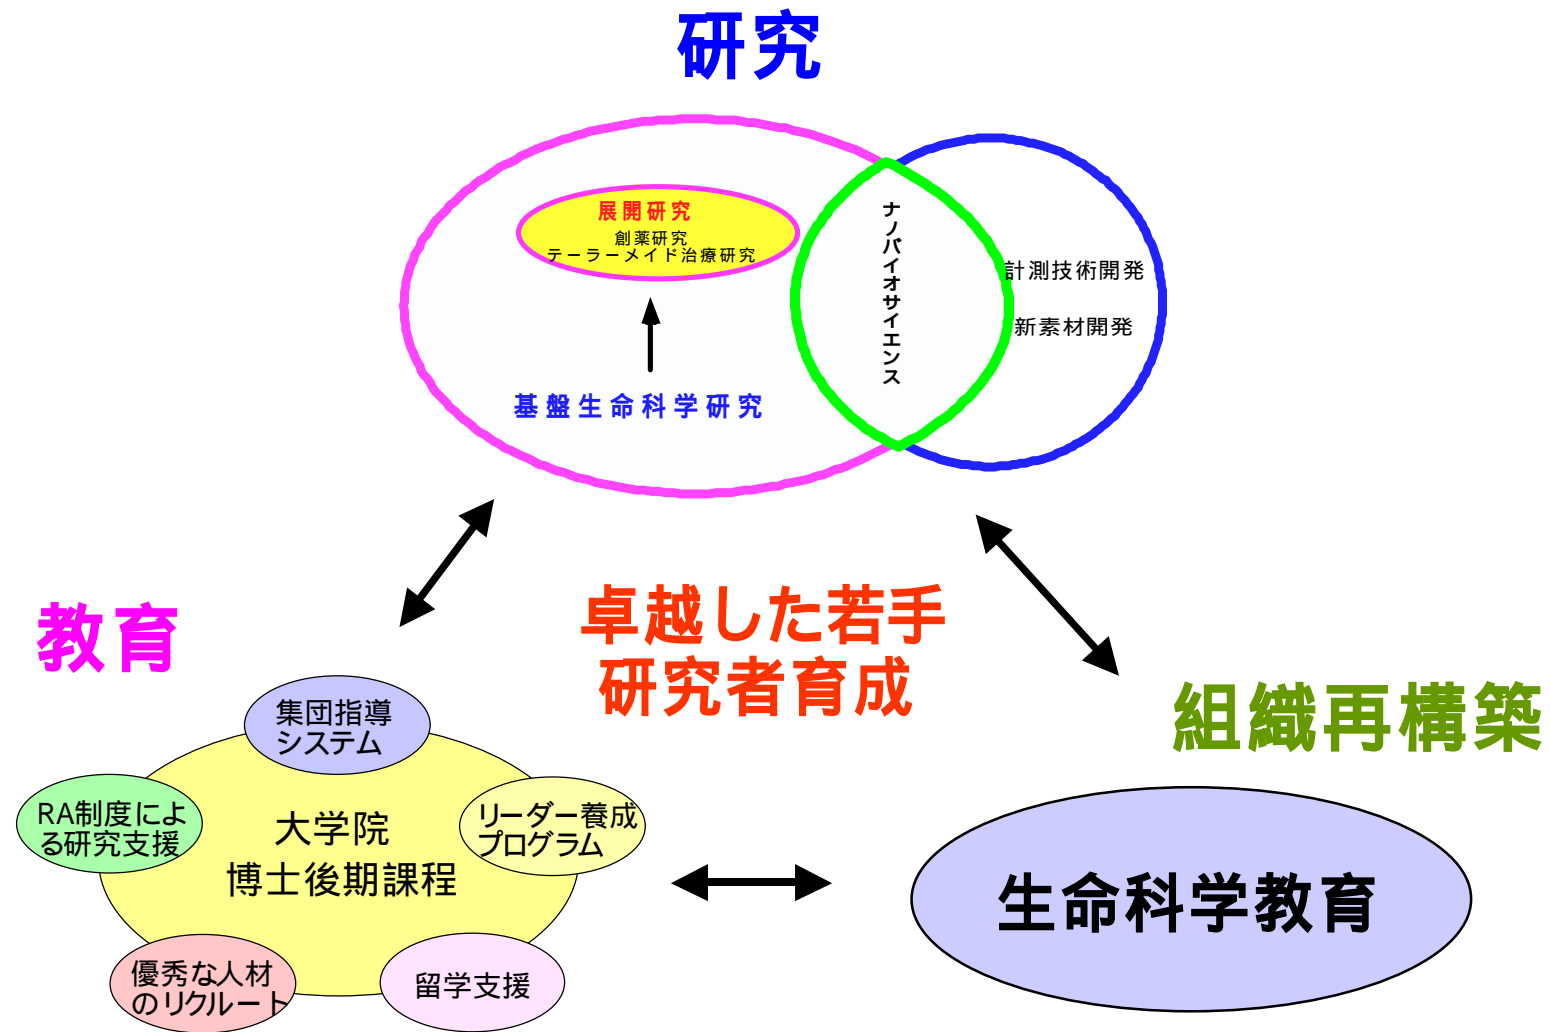 研究
展開研究
創薬研究
テーラーメイド治療研究
基盤生命科学研究
ナノバイオサイエンス
計測技術開発
新素材開発
卓越した若手
研究者育成
教育
集団指導
システム
RA制度によ
る研究支援
リーダー養成
プログラム
大学院
博士後期課程
優秀な人材
のリクルート
留学支援
組織再構築
生命科学教育